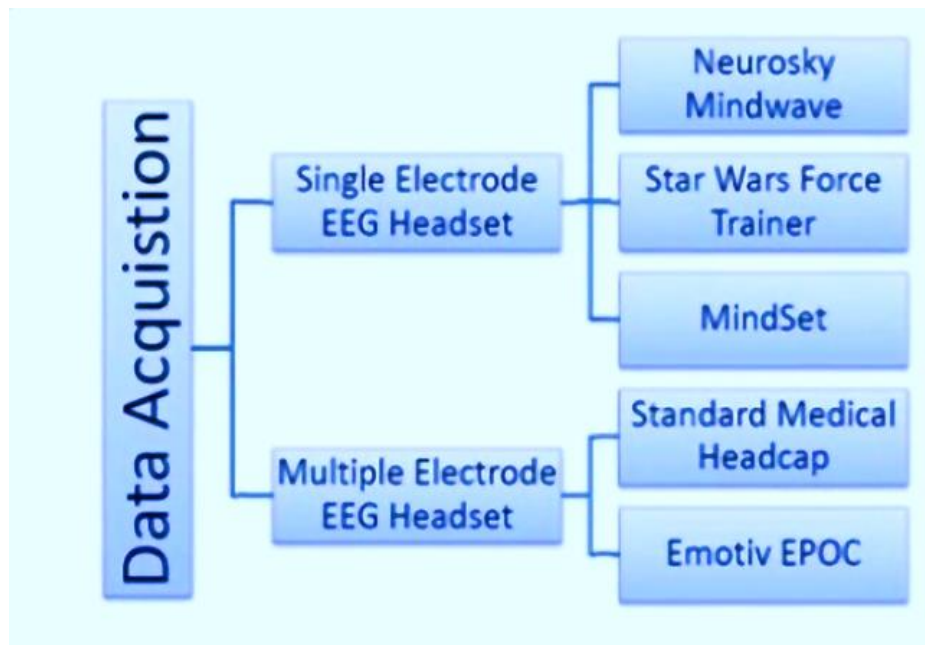 Data Acquistion
Single Electrode
EEG Headset
Neurosky
Mindwave
Star Wars Force
Trainer
MindSet
Multiple Electrode
EEG Headset
Standard Medical
Headcap
Emotiv EPOC